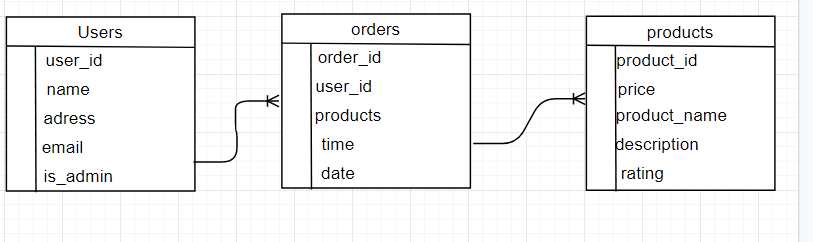 Users
user_id
name
adress
email
is_admin
orders
order_id
user_id
products
time
date
products
product_id
price
product_name
description
rating